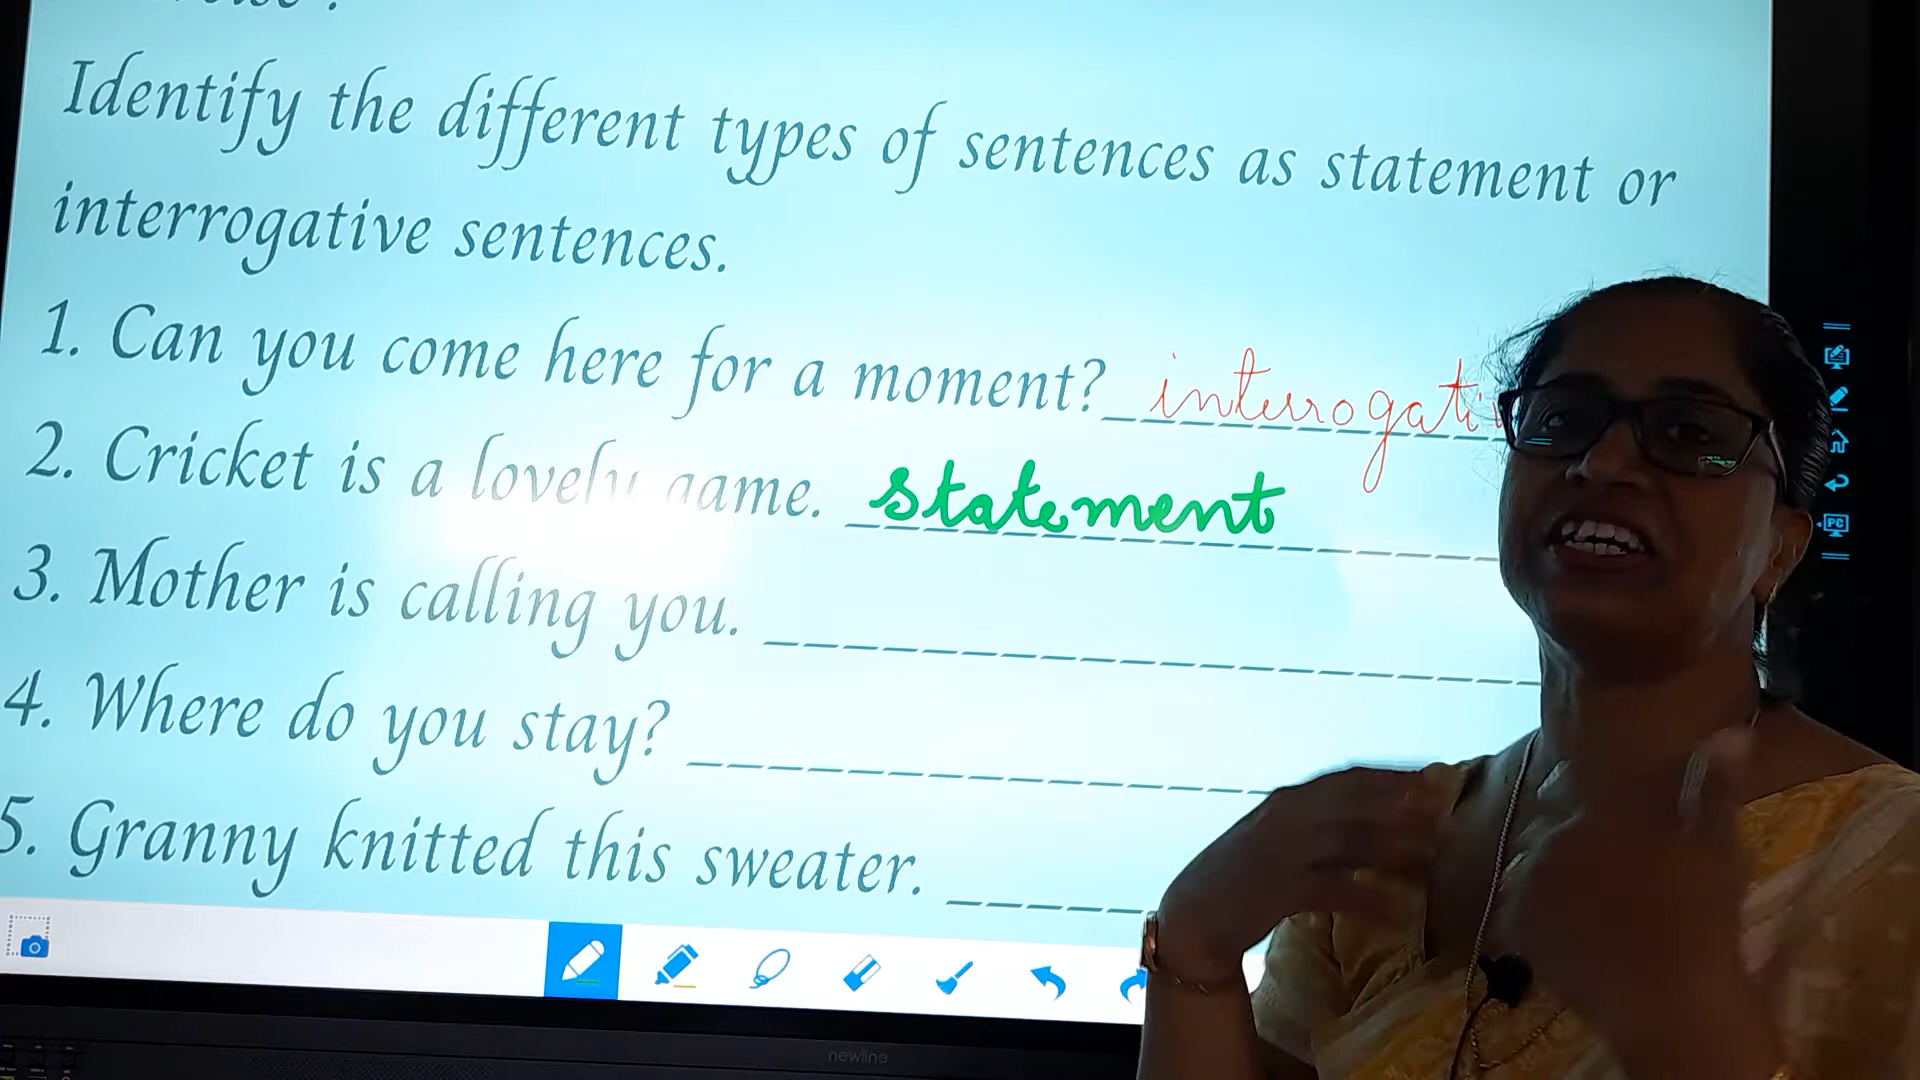 Identify the different types of sentences as statement or
interrogative sentences.
1. Can you come here for a moment? interrogati
2. Cricket is a lovely game. statement
3. Mother is calling you.
4. Where do you stay?
5. Granny knitted this sweater.
PC
newline